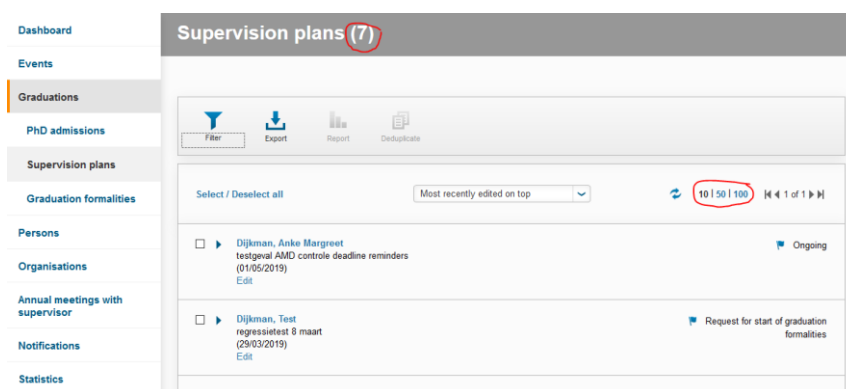 Dashboard
Events
Graduations
PhD admissions
Supervision plans
Graduation formalities
Persons
Organisations
Annual meetings with
supervisor
Notifications
Statistics
Supervision plans (7)
Filter Export Report Deduplicate
Select / Deselect all Most recently edited on top 10 | 50 | 100 1 of 1
Dijkman, Anke Margreet Ongoing
testgeval AMD controle deadline reminders
(01/05/2019)
Edit
Dijkman, Test Request for start of graduation
regressietest 8 maart formalities
(29/03/2019)
Edit